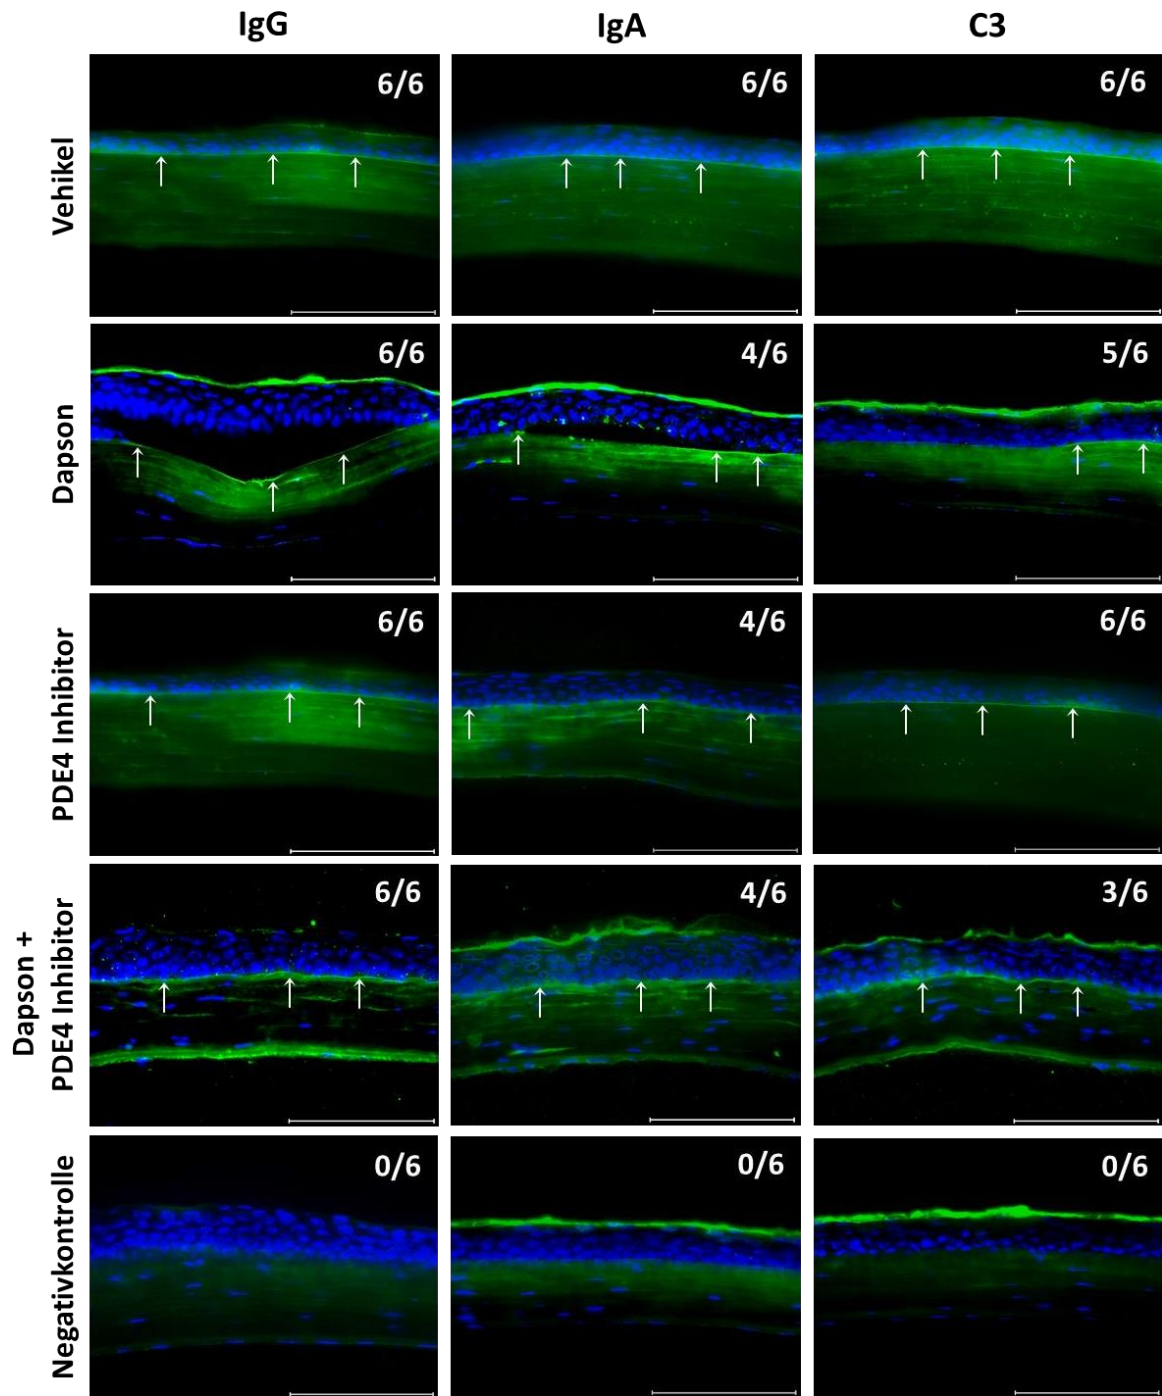 IgG IgA C3
Vehikel 6/6 6/6 6/6
Dapson 6/6 4/6 5/6
PDE4 Inhibitor 6/6 4/6 6/6
Dapson +
PDE4 Inhibitor 6/6 4/6 3/6
Negativkontrolle 0/6 0/6 0/6